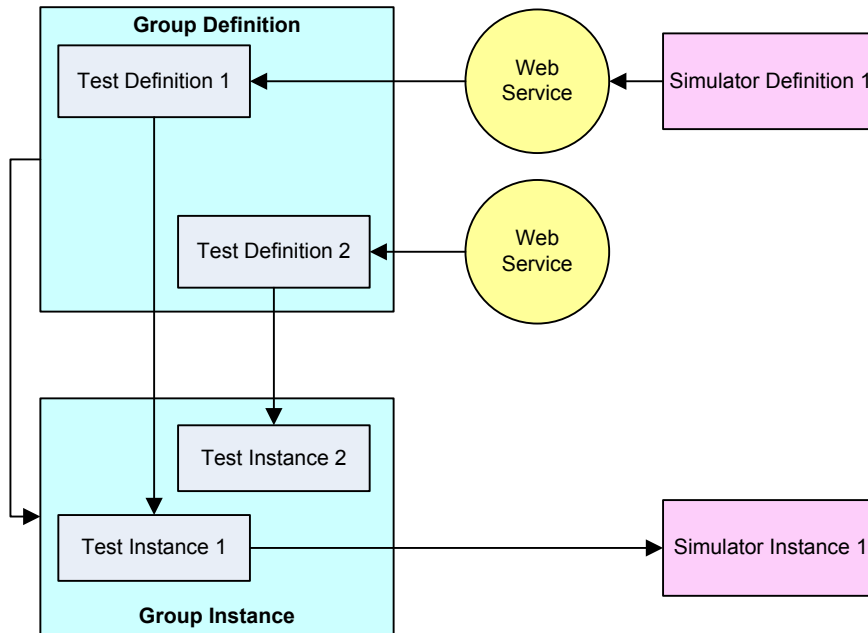 Group Definition
Test Definition 1
Web
Service
Simulator Definition 1
Test Definition 2
Web
Service
Test Instance 2
Test Instance 1
Simulator Instance 1
Group Instance